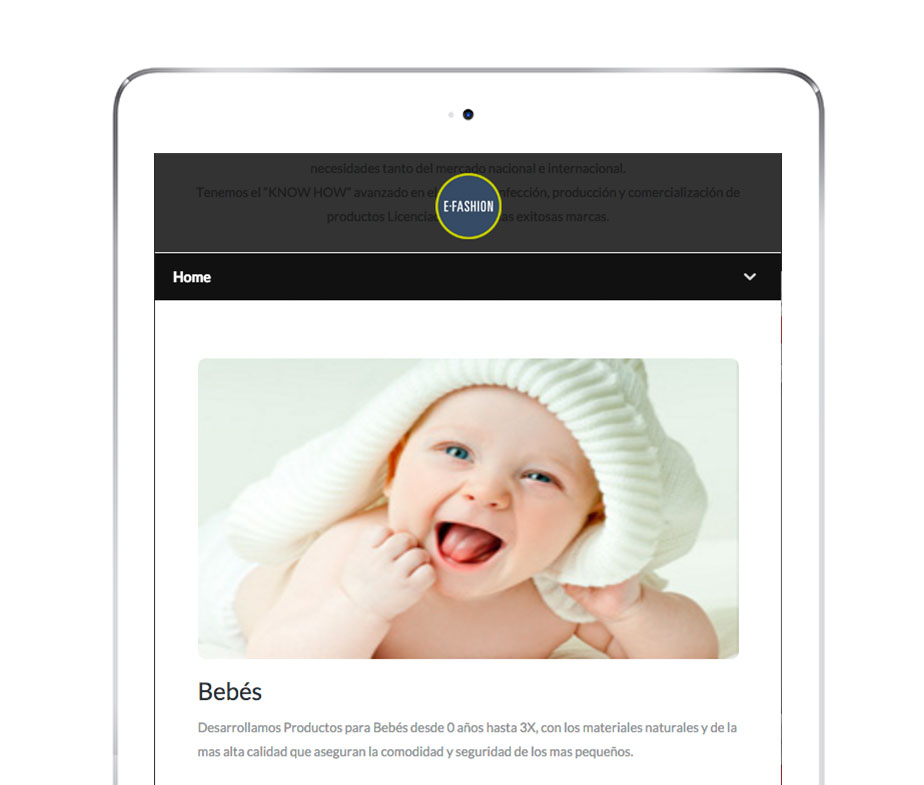 necesidades tanto del mercado nacional e internacional.
Tenemos el "KNOW HOW" avanzado en e nfección, producción y comercialización de
E·FASHION
productos Licencia as exitosas marcas.
Home
Bebés
Desarrollamos Productos para Bebés desde 0 años hasta 3X, con los materiales naturales y de la
mas alta calidad que aseguran la comodidad y seguridad de los mas pequeños.